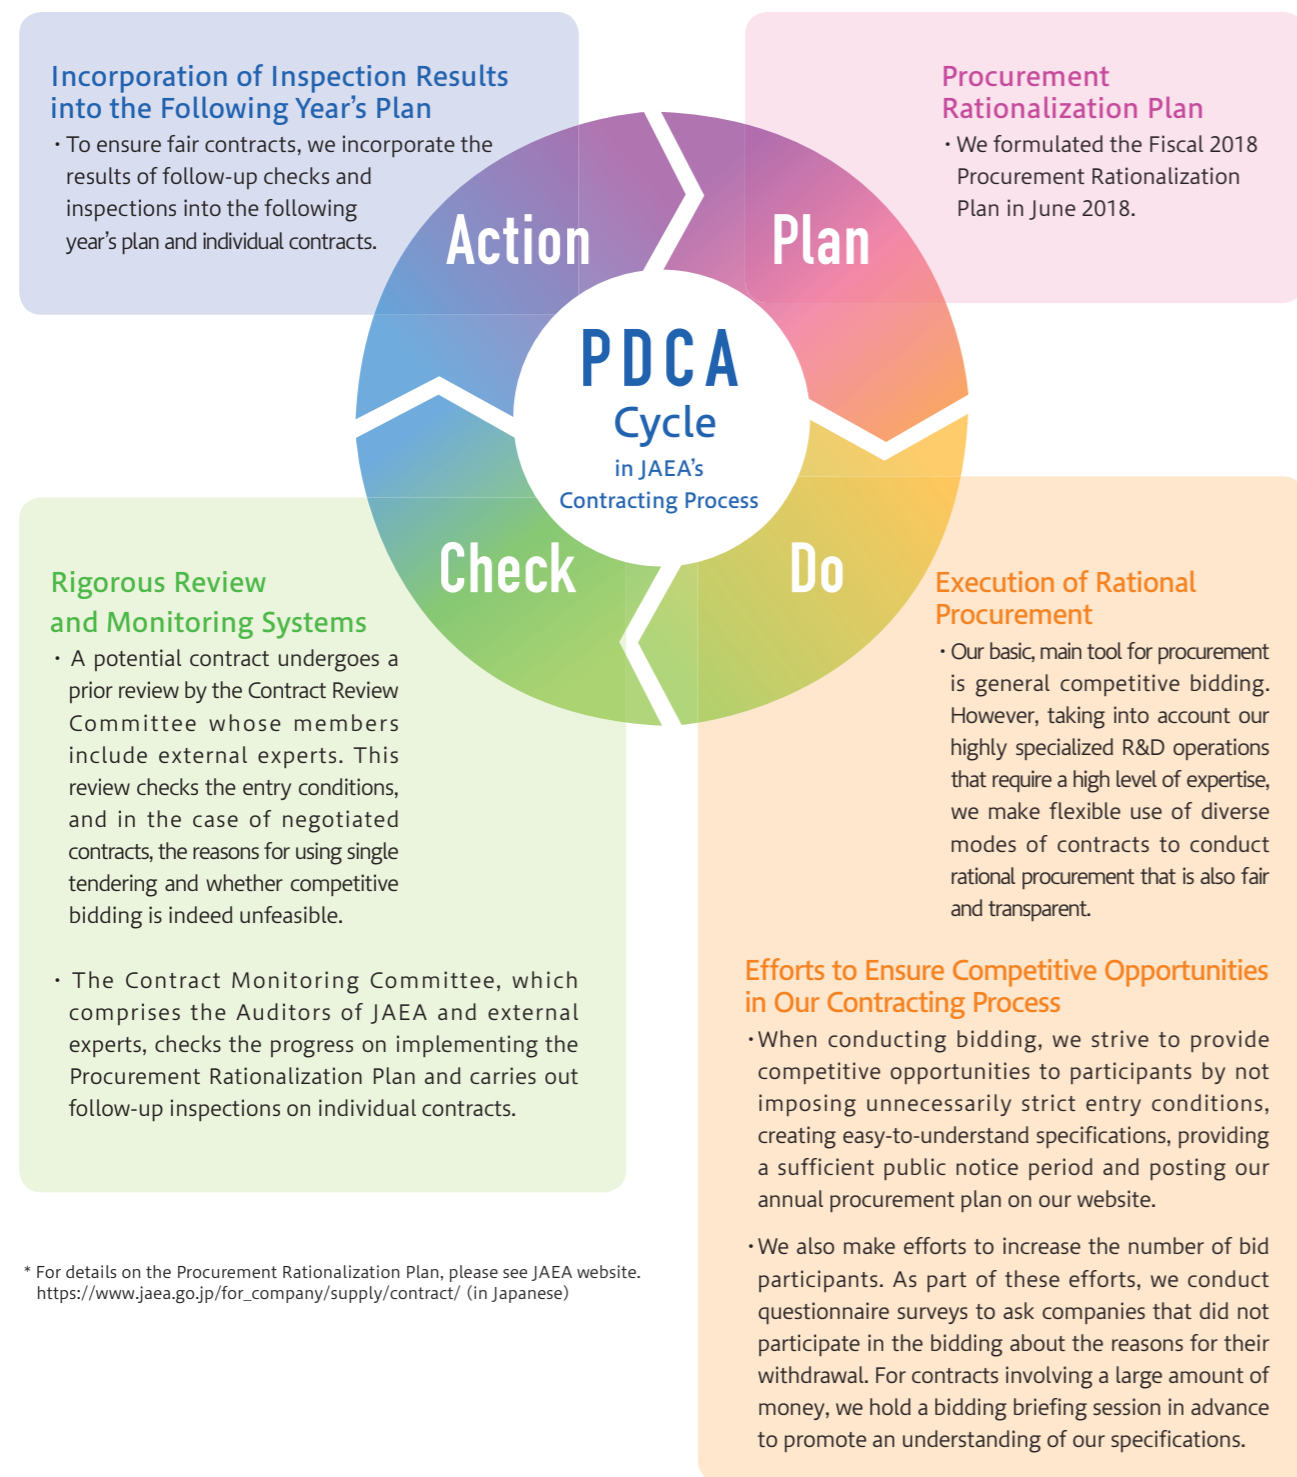 Incorporation of Inspection Results
into the Following Year's Plan
・To ensure fair contracts, we incorporate the
results of follow-up checks and
inspections into the following
year's plan and individual contracts.
Procurement
Rationalization Plan
・We formulated the Fiscal 2018
Procurement Rationalization
Plan in June 2018.
Action
Plan
PDCA
Cycle
in JAEA's
Contracting Process
Check
Do
Rigorous Review
and Monitoring Systems
・A potential contract undergoes a
prior review by the Contract Review
Committee whose members
include external experts. This
review checks the entry conditions,
and in the case of negotiated
contracts, the reasons for using single
tendering and whether competitive
bidding is indeed unfeasible.
・The Contract Monitoring Committee, which
comprises the Auditors of JAEA and external
experts, checks the progress on implementing the
Procurement Rationalization Plan and carries out
follow-up inspections on individual contracts.
Execution of Rational
Procurement
・Our basic, main tool for procurement
is general competitive bidding.
However, taking into account our
highly specialized R&D operations
that require a high level of expertise,
we make flexible use of diverse
modes of contracts to conduct
rational procurement that is also fair
and transparent.
Efforts to Ensure Competitive Opportunities
in Our Contracting Process
・When conducting bidding, we strive to provide
competitive opportunities to participants by not
imposing unnecessarily strict entry conditions,
creating easy-to-understand specifications, providing
a sufficient public notice period and posting our
annual procurement plan on our website.
・We also make efforts to increase the number of bid
participants. As part of these efforts, we conduct
questionnaire surveys to ask companies that did not
participate in the bidding about the reasons for their
withdrawal. For contracts involving a large amount of
money, we hold a bidding briefing session in advance
to promote an understanding of our specifications.
* For details on the Procurement Rationalization Plan, please see JAEA website.
https://www.jaea.go.jp/for_company/supply/contract/ (in Japanese)